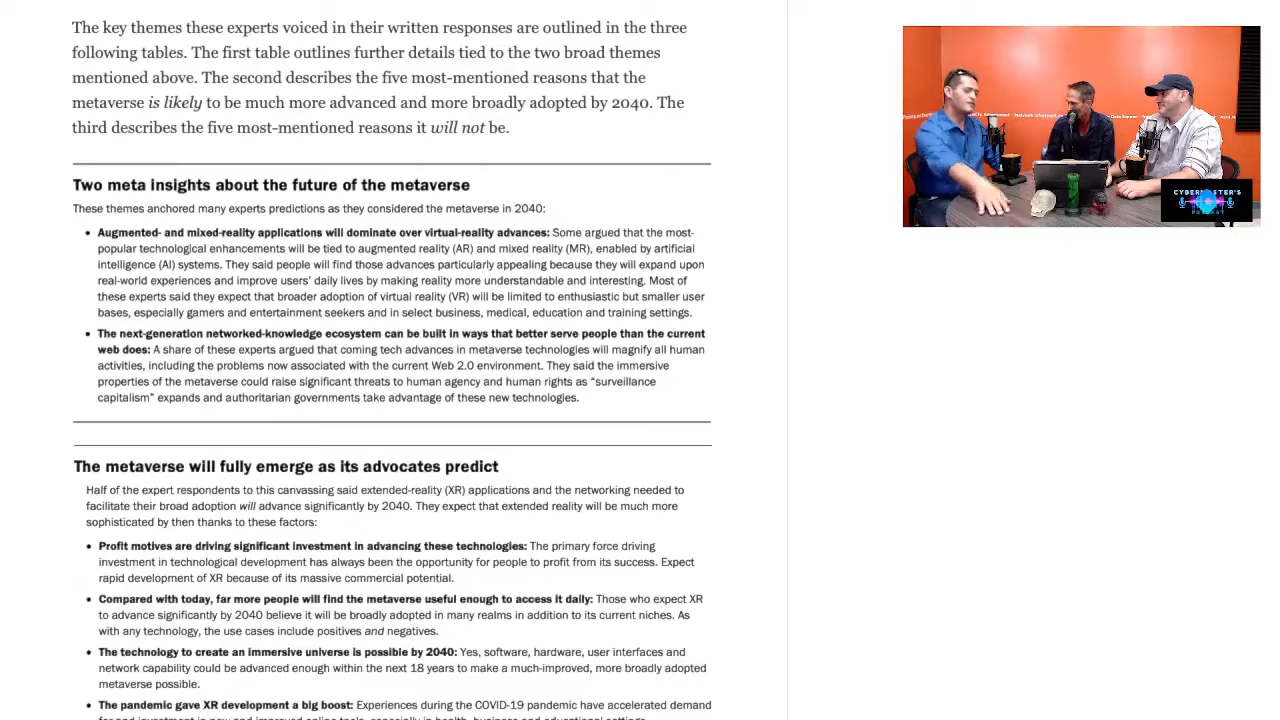 The key themes these experts voiced in their written responses are outlined in the three
following tables. The first table outlines further details tied to the two broad themes
mentioned above. The second describes the five most-mentioned reasons that the
metaverse is likely to be much more advanced and more broadly adopted by 2040. The
third describes the five most-mentioned reasons it will not be.
Two meta insights about the future of the metaverse
These themes anchored many experts predictions as they considered the metaverse in 2040:
• Augmented- and mixed-reality applications will dominate over virtual-reality advances: Some argued that the most-
popular technological enhancements will be tied to augmented reality (AR) and mixed reality (MR), enabled by artificial
intelligence (AI) systems. They said people will find those advances particularly appealing because they will expand upon
real-world experiences and improve users' daily lives by making reality more understandable and interesting. Most of
these experts said they expect that broader adoption of virtual reality (VR) will be limited to enthusiastic but smaller user
bases, especially gamers and entertainment seekers and in select business, medical, education and training settings.
• The next-generation networked-knowledge ecosystem can be built in ways that better serve people than the current
web does: A share of these experts argued that coming tech advances in metaverse technologies will magnify all human
activities, including the problems now associated with the current Web 2.0 environment. They said the immersive
properties of the metaverse could raise significant threats to human agency and human rights as “surveillance
capitalism” expands and authoritarian governments take advantage of these new technologies.
The metaverse will fully emerge as its advocates predict
Half of the expert respondents to this canvassing said extended-reality (XR) applications and the networking needed to
facilitate their broad adoption will advance significantly by 2040. They expect that extended reality will be much more
sophisticated by then thanks to these factors:
• Profit motives are driving significant investment in advancing these technologies: The primary force driving
investment in technological development has always been the opportunity for people to profit from its success. Expect
rapid development of XR because of its massive commercial potential.
• Compared with today, far more people will find the metaverse useful enough to access it daily: Those who expect XR
to advance significantly by 2040 believe it will be broadly adopted in many realms in addition to its current niches. As
with any technology, the use cases include positives and negatives.
• The technology to create an immersive universe is possible by 2040: Yes, software, hardware, user interfaces and
network capability could be advanced enough within the next 18 years to make a much-improved, more broadly adopted
metaverse possible.
• The pandemic gave XR development a big boost: Experiences during the COVID-19 pandemic have accelerated demand
PODCAST